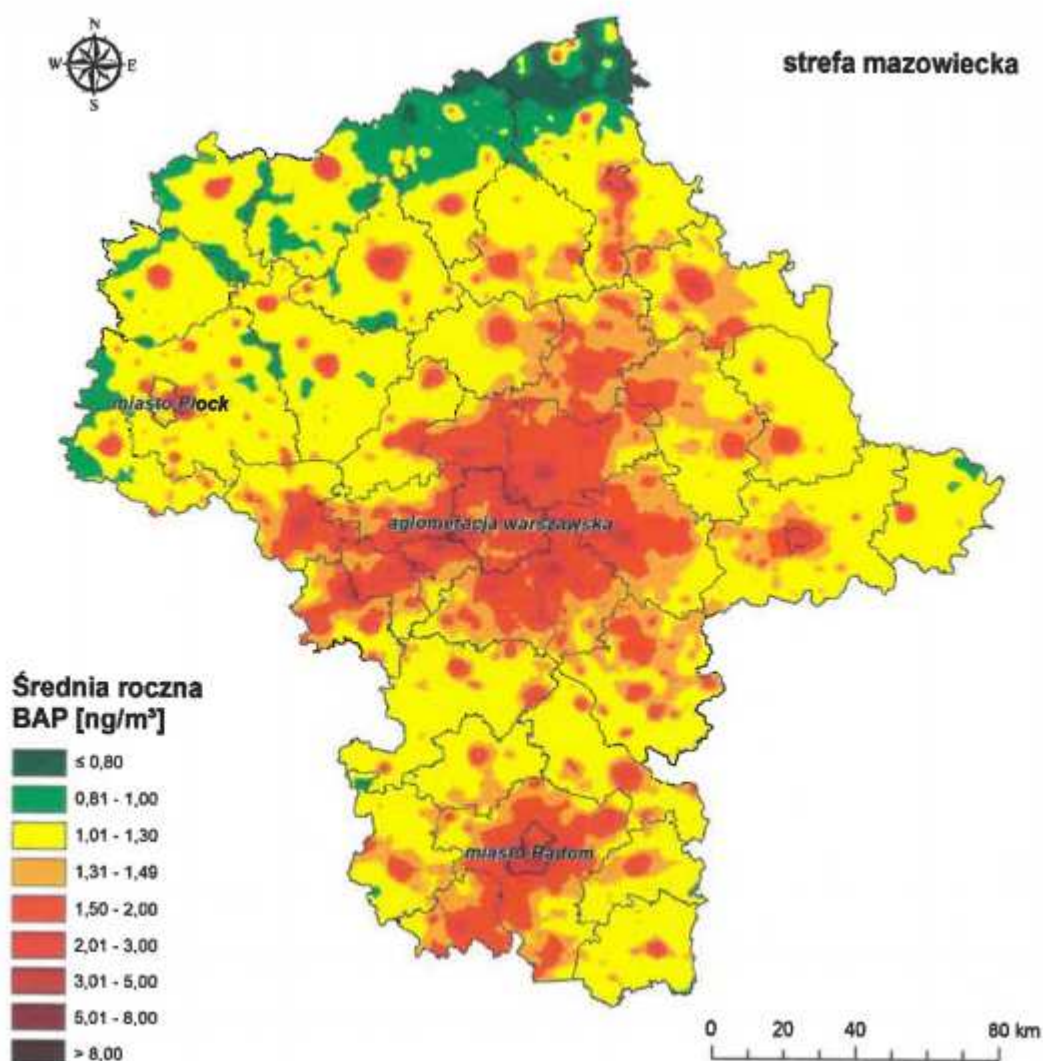 N
W E
S
strefa mazowiecka
miasto Płock
aglomeracja warszawska
miasto Radom
Średnia roczna
BAP [ng/m³]
≤ 0,80
0,81 - 1,00
1,01 - 1,30
1,31 - 1,49
1,50 - 2,00
2,01 - 3,00
3,01 - 5,00
5,01 - 8,00
> 8,00
0 20 40 80 km